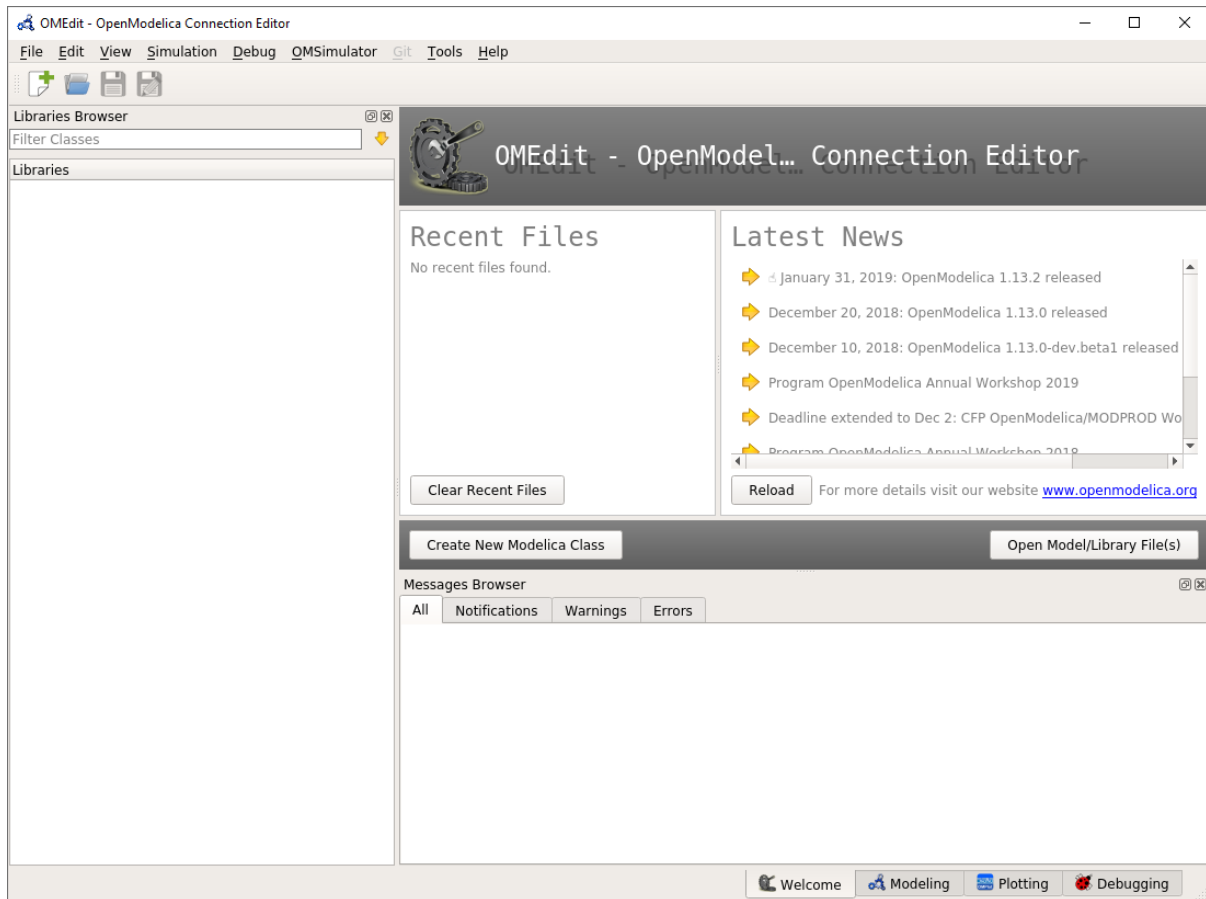 OMEdit - OpenModelica Connection Editor
File Edit View Simulation Debug OMSimulator Git Tools Help
Libraries Browser
Filter Classes
Libraries
OMEdit - OpenModel… Connection Editor
Recent Files
No recent files found.
Clear Recent Files
Latest News
January 31, 2019: OpenModelica 1.13.2 released
December 20, 2018: OpenModelica 1.13.0 released
December 10, 2018: OpenModelica 1.13.0-dev.beta1 released
Program OpenModelica Annual Workshop 2019
Deadline extended to Dec 2: CFP OpenModelica/MODPROD Wo
Program OpenModelica Annual Workshop 2018
Reload For more details visit our website www.openmodelica.org
Create New Modelica Class Open Model/Library File(s)
Messages Browser
All Notifications Warnings Errors
Welcome Modeling Plotting Debugging